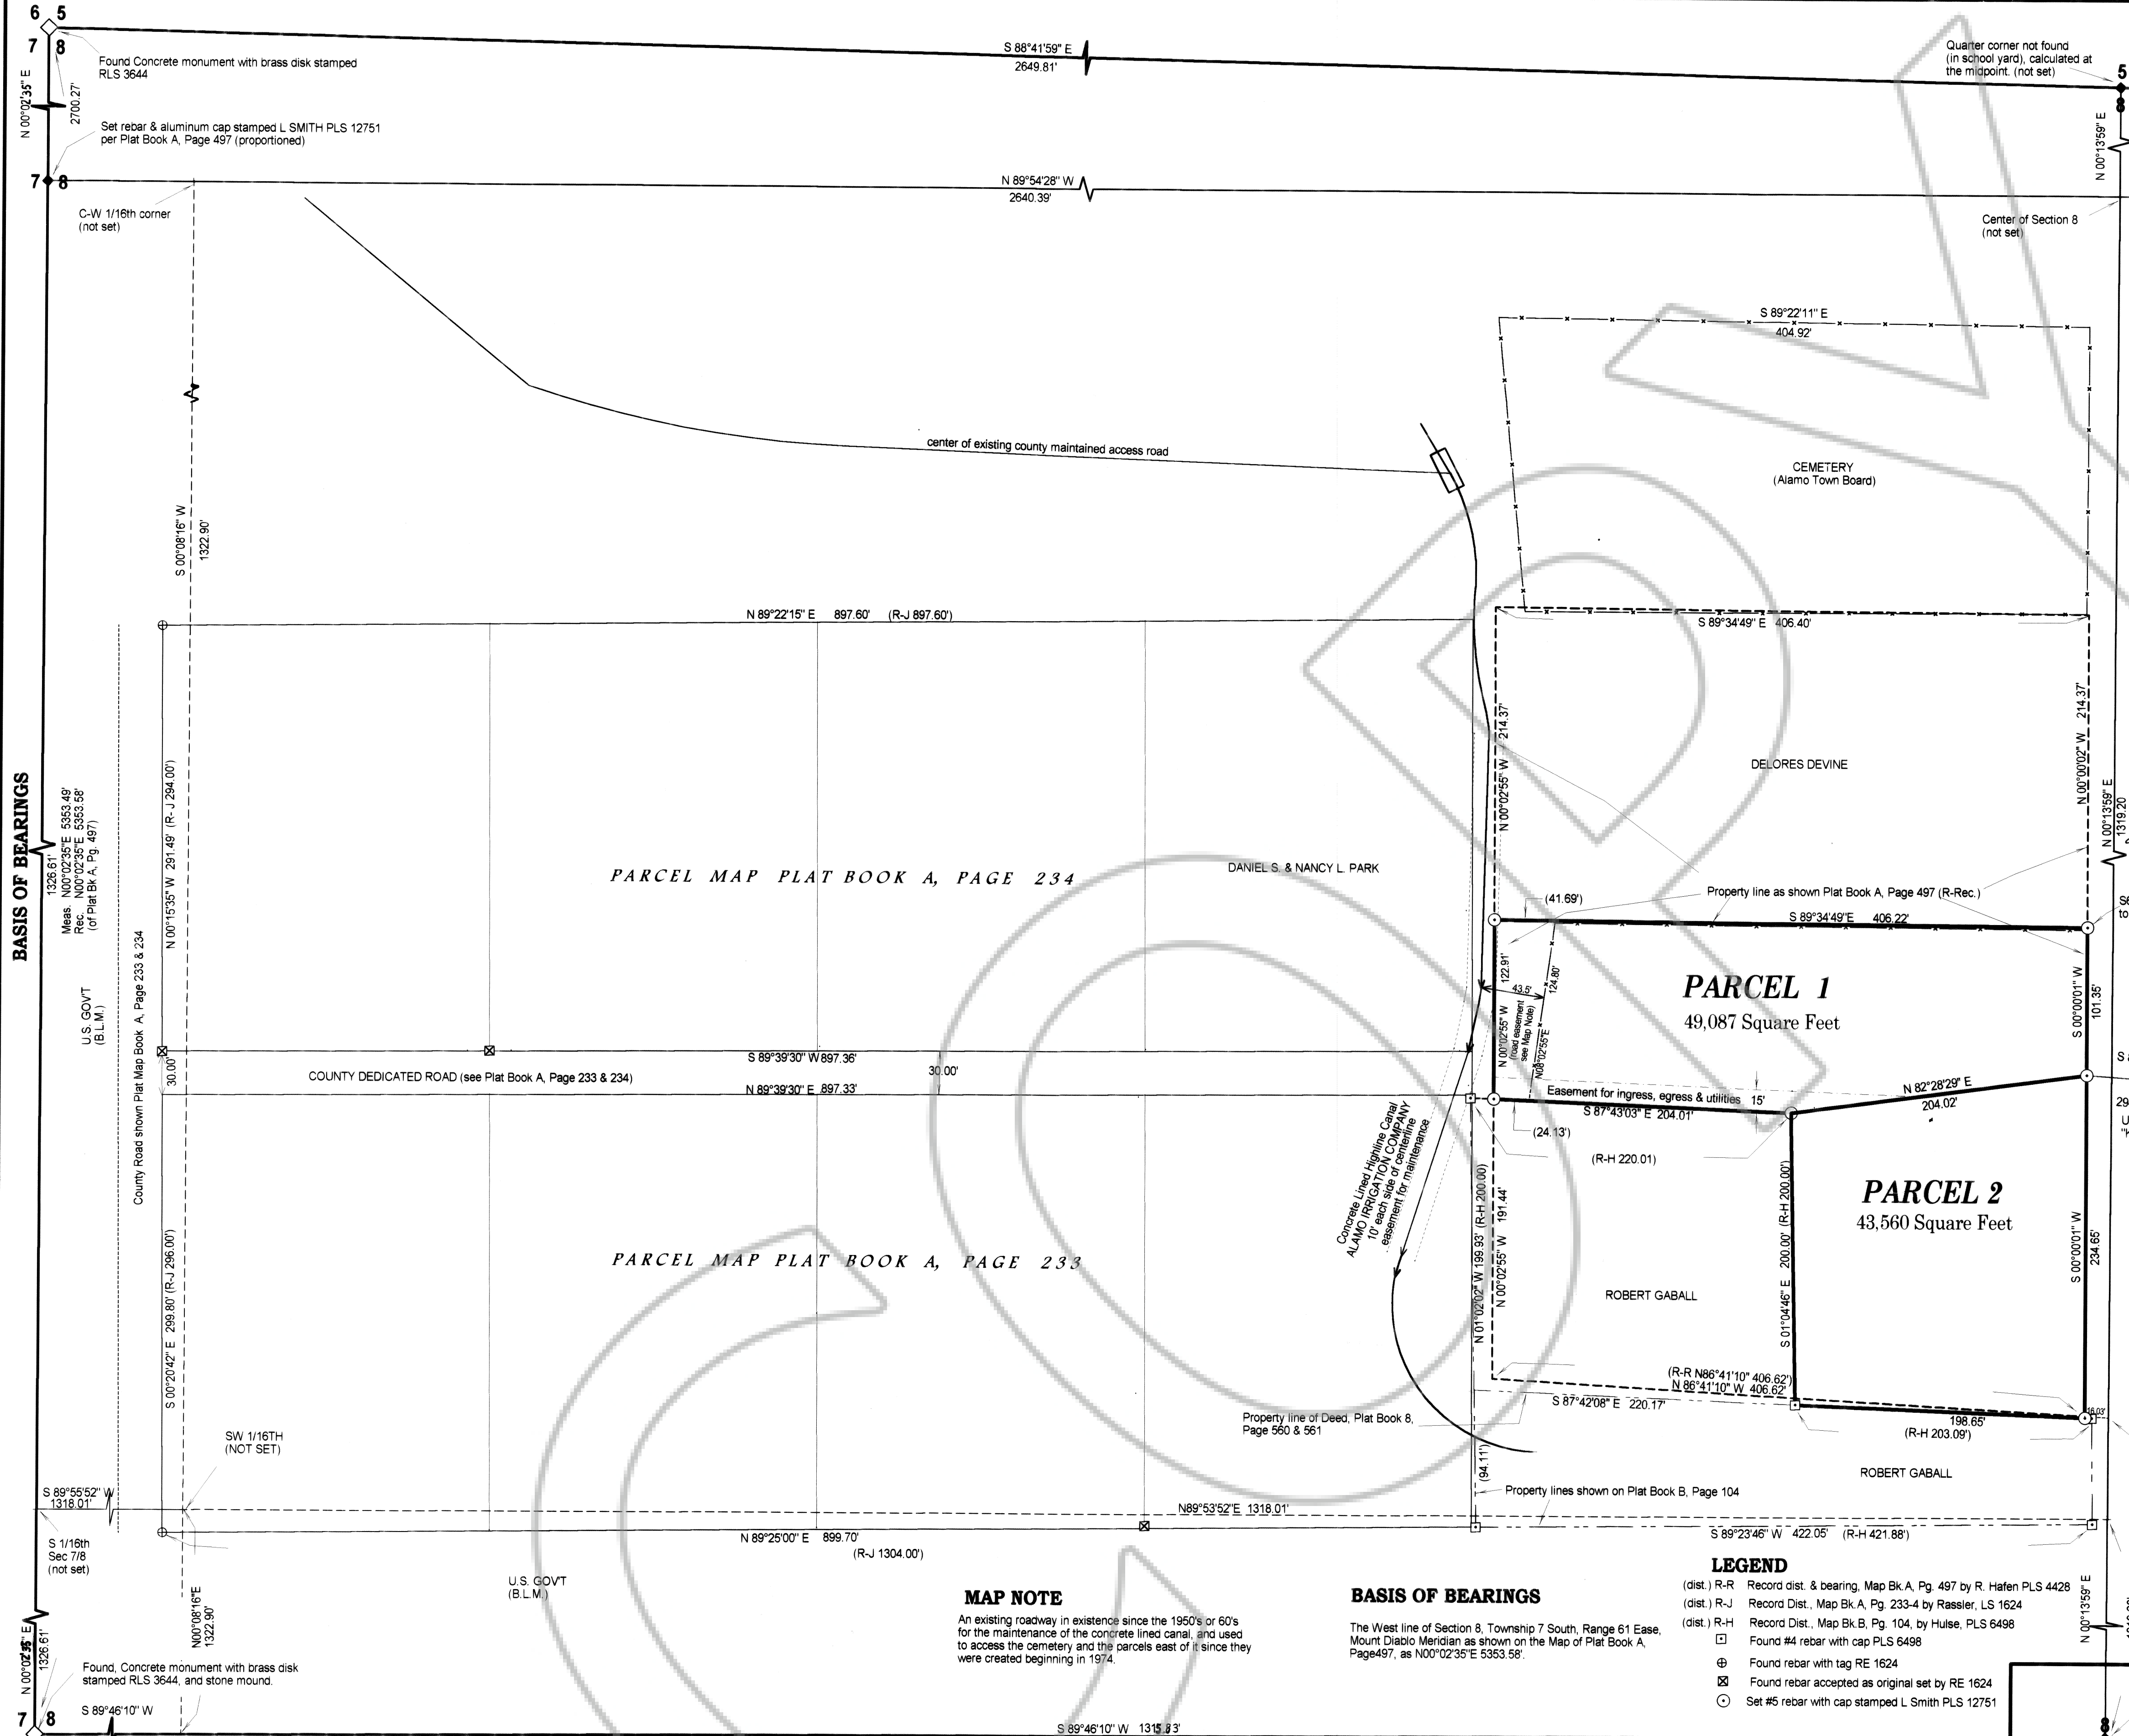 6 5
7 8
Found Concrete monument with brass disk stamped
RLS 3644
S 88°41'59" E
2649.81'
Quarter corner not found
(in school yard), calculated at
the midpoint. (not set)
5
8
N 00°02'35" E
2700.27'
N 00°13'59" E
Set rebar & aluminum cap stamped L SMITH PLS 12751
per Plat Book A, Page 497 (proportioned)
7 8
N 89°54'28" W
2640.39'
C-W 1/16th corner
(not set)
Center of Section 8
(not set)
S 89°22'11" E
404.92'
center of existing county maintained access road
CEMETERY
(Alamo Town Board)
S 00°08'16" W
1322.90'
N 89°22'15" E 897.60' (R-J 897.60')
S 89°34'49" E 406.40'
N 00°02'55" W 214.37'
N 00°00'02" W 214.37'
DELORES DEVINE
BASIS OF BEARINGS
1326.61'
Meas. N00°02'35"E 5353.49'
Rec. N00°02'35"E 5353.58'
(of Plat Bk A, Pg. 497)
N 00°15'35" W 291.49' (R- J 294.00')
N 00°13'59" E
1319.20
PARCEL MAP PLAT BOOK A, PAGE 234
DANIEL S. & NANCY L. PARK
Property line as shown Plat Book A, Page 497 (R-Rec.)
(41.69')
S 89°34'49"E 406.22'
to
County Road shown Plat Map Book A, Page 233 & 234
U.S. GOV'T
(B.L.M.)
N 00°02'55" W 122.91'
43.5'
124.80'
N08°02'55"E
(road easement
see Map Note)
PARCEL 1
49,087 Square Feet
S 00°00'01" W
101.35'
S 89°39'30" W 897.36'
COUNTY DEDICATED ROAD (see Plat Book A, Page 233 & 234)
30.00'
30.00'
N 89°39'30" E 897.33'
Easement for ingress, egress & utilities 15'
S 87°43'03" E 204.01'
N 82°28'29" E
204.02'
29
(24.13')
(R-H 220.01)
Concrete Lined Highline Canal
ALAMO IRRIGATION COMPANY
10' each side of centerline
easement for maintenance
N 01°02'02" W 199.93' (R-H 200.00)
N 00°02'55" W 191.44'
S 01°04'46" E 200.00' (R-H 200.00')
PARCEL 2
43,560 Square Feet
S 00°00'01" W
234.65'
PARCEL MAP PLAT BOOK A, PAGE 233
S 00°20'42" E 299.80' (R-J 296.00')
ROBERT GABALL
(R-R N86°41'10" 406.62')
N 86°41'10" W 406.62'
S 87°42'08" E 220.17'
Property line of Deed, Plat Book 8,
Page 560 & 561
198.65'
16.03'
(R-H 203.09')
SW 1/16TH
(NOT SET)
(94.11')
ROBERT GABALL
S 89°55'52" W
1318.01'
Property lines shown on Plat Book B, Page 104
N89°53'52"E 1318.01'
N 89°25'00" E 899.70'
(R-J 1304.00')
S 89°23'46" W 422.05' (R-H 421.88')
S 1/16th
Sec 7/8
(not set)
U.S. GOV'T
(B.L.M.)
N00°08'16"E
1322.90'
1326.61'
N 00°13'59" E
MAP NOTE
An existing roadway in existence since the 1950's or 60's
for the maintenance of the concrete lined canal, and used
to access the cemetery and the parcels east of it since they
were created beginning in 1974.
BASIS OF BEARINGS
The West line of Section 8, Township 7 South, Range 61 Ease,
Mount Diablo Meridian as shown on the Map of Plat Book A,
Page497, as N00°02'35"E 5353.58'.
LEGEND
(dist.) R-R Record dist. & bearing, Map Bk.A, Pg. 497 by R. Hafen PLS 4428
(dist.) R-J Record Dist., Map Bk.A, Pg. 233-4 by Rassler, LS 1624
(dist.) R-H Record Dist., Map Bk.B, Pg. 104, by Hulse, PLS 6498
Found #4 rebar with cap PLS 6498
Found rebar with tag RE 1624
Found rebar accepted as original set by RE 1624
Set #5 rebar with cap stamped L Smith PLS 12751
Found, Concrete monument with brass disk
stamped RLS 3644, and stone mound.
7 8
S 89°46'10" W
S 89°46'10" W 1315.83'
8
COPY